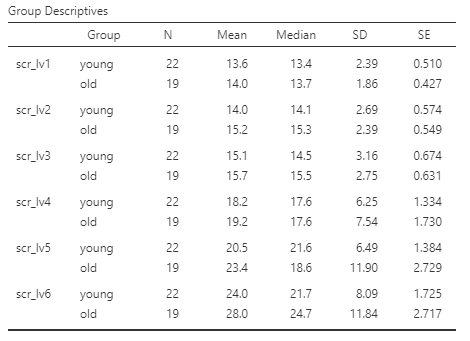 Group Descriptives
Group N Mean Median SD SE
scr_lv1 young 22 13.6 13.4 2.39 0.510
old 19 14.0 13.7 1.86 0.427
scr_lv2 young 22 14.0 14.1 2.69 0.574
old 19 15.2 15.3 2.39 0.549
scr_lv3 young 22 15.1 14.5 3.16 0.674
old 19 15.7 15.5 2.75 0.631
scr_lv4 young 22 18.2 17.6 6.25 1.334
old 19 19.2 17.6 7.54 1.730
scr_lv5 young 22 20.5 21.6 6.49 1.384
old 19 23.4 18.6 11.90 2.729
scr_lv6 young 22 24.0 21.7 8.09 1.725
old 19 28.0 24.7 11.84 2.717